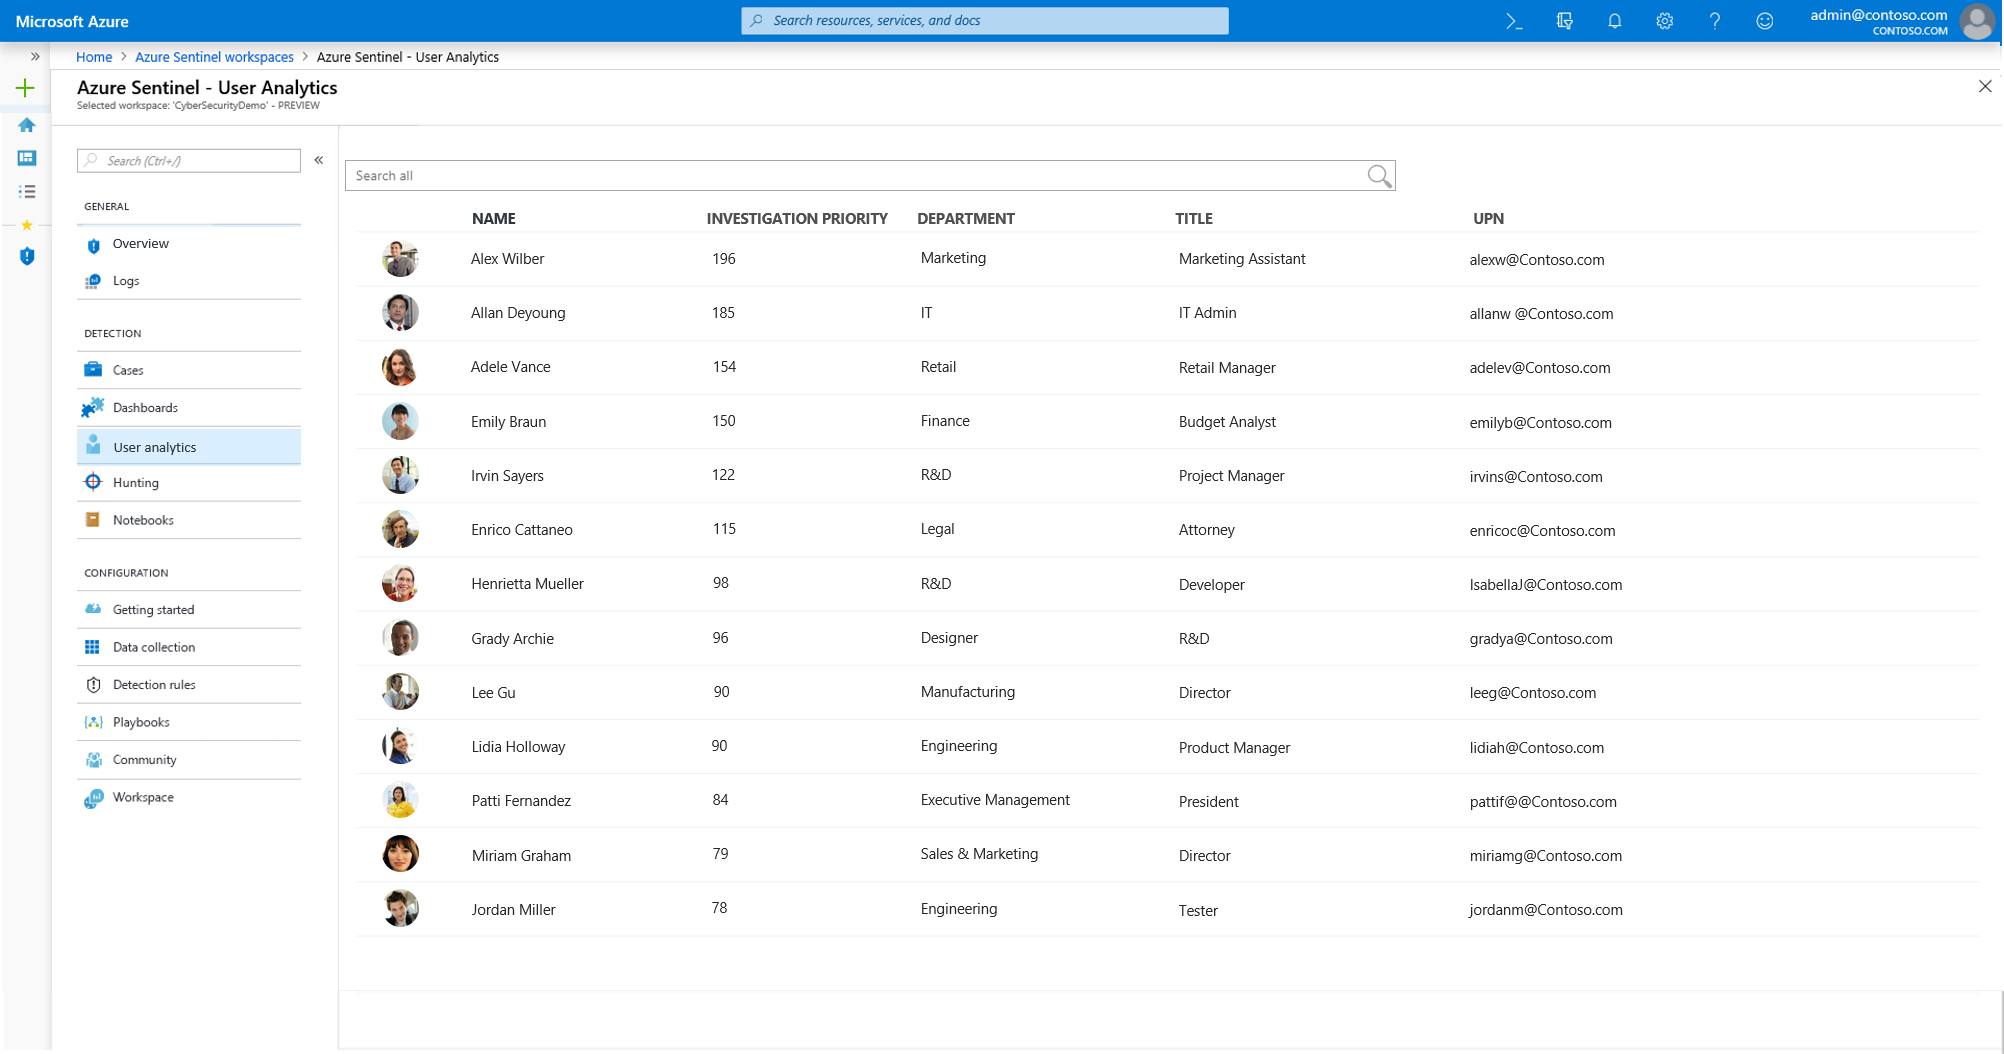 Microsoft Azure
Search resources, services, and docs
admin@contoso.com
CONTOSO.COM
Home > Azure Sentinel workspaces > Azure Sentinel - User Analytics
Azure Sentinel - User Analytics
Selected workspace: 'CyberSecurityDemo' - PREVIEW
Search (Ctrl+/)
GENERAL
Overview
Logs
DETECTION
Cases
Dashboards
User analytics
Hunting
Notebooks
CONFIGURATION
Getting started
Data collection
Detection rules
Playbooks
Community
Workspace
Search all
NAME INVESTIGATION PRIORITY DEPARTMENT TITLE UPN
Alex Wilber 196 Marketing Marketing Assistant alexw@Contoso.com
Allan Deyoung 185 IT IT Admin allanw @Contoso.com
Adele Vance 154 Retail Retail Manager adelev@Contoso.com
Emily Braun 150 Finance Budget Analyst emilyb@Contoso.com
Irvin Sayers 122 R&D Project Manager irvins@Contoso.com
Enrico Cattaneo 115 Legal Attorney enricoc@Contoso.com
Henrietta Mueller 98 R&D Developer IsabellaJ@Contoso.com
Grady Archie 96 Designer R&D gradya@Contoso.com
Lee Gu 90 Manufacturing Director leeg@Contoso.com
Lidia Holloway 90 Engineering Product Manager lidiah@Contoso.com
Patti Fernandez 84 Executive Management President pattif@@Contoso.com
Miriam Graham 79 Sales & Marketing Director miriamg@Contoso.com
Jordan Miller 78 Engineering Tester jordanm@Contoso.com